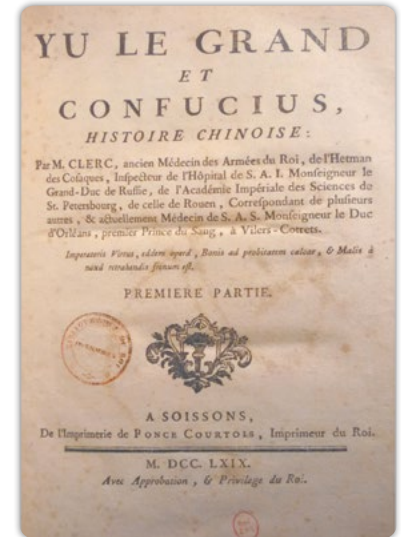 YU LE GRAND
ET
CONFUCIUS,
HISTOIRE CHINOISE:
Par M. CLERC, ancien Médecin des Armées du Roi, de l'Hetman
des Cosaques, Inspecteur de l'Hôpital de S. A. I. Monseigneur le
Grand-Duc de Russie, de l'Académie Impériale des Sciences de
St. Petersbourg, de celle de Rouen, Correspondant de plusieurs
autres, & actuellement Médecin de S. A. S. Monseigneur le Duc
d'Orléans, premier Prince du Sang, à Vilers-Cotrets.
Imperatoris Virtus, eâdem operâ, Bonis ad probitatem calcar, & Malis à
noxâ retrahendis frenum est.
PREMIERE PARTIE.
A SOISSONS,
De l'Imprimerie de PONCE COURTOIS, Imprimeur du Roi.
M. DCC. LXIX.
Avec Approbation, & Privilege du Roi.